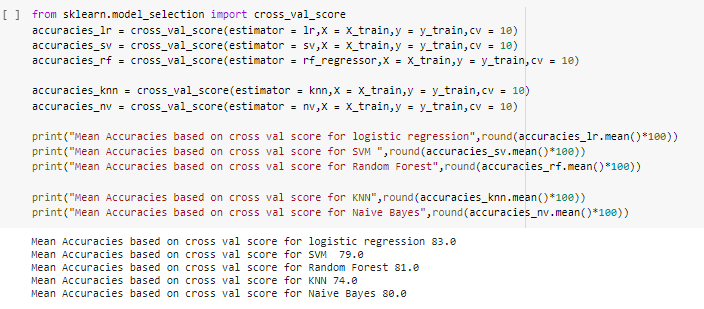 [ ] from sklearn.model_selection import cross_val_score
accuracies_lr = cross_val_score(estimator = lr,X = X_train,y = y_train,cv = 10)
accuracies_sv = cross_val_score(estimator = sv,X = X_train,y = y_train,cv = 10)
accuracies_rf = cross_val_score(estimator = rf_regressor,X = X_train,y = y_train,cv = 10)
accuracies_knn = cross_val_score(estimator = knn,X = X_train,y = y_train,cv = 10)
accuracies_nv = cross_val_score(estimator = nv,X = X_train,y = y_train,cv = 10)
print("Mean Accuracies based on cross val score for logistic regression",round(accuracies_lr.mean()*100))
print("Mean Accuracies based on cross val score for SVM ",round(accuracies_sv.mean()*100))
print("Mean Accuracies based on cross val score for Random Forest",round(accuracies_rf.mean()*100))
print("Mean Accuracies based on cross val score for KNN",round(accuracies_knn.mean()*100))
print("Mean Accuracies based on cross val score for Naive Bayes",round(accuracies_nv.mean()*100))
Mean Accuracies based on cross val score for logistic regression 83.0
Mean Accuracies based on cross val score for SVM  79.0
Mean Accuracies based on cross val score for Random Forest 81.0
Mean Accuracies based on cross val score for KNN 74.0
Mean Accuracies based on cross val score for Naive Bayes 80.0